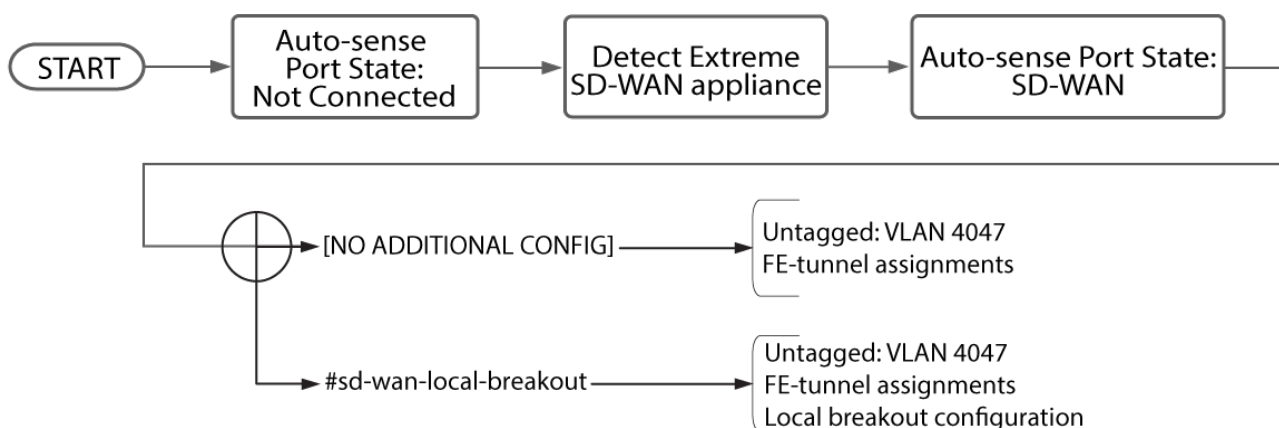 START
Auto-sense
Port State:
Not Connected
Detect Extreme
SD-WAN appliance
Auto-sense Port State:
SD-WAN
[NO ADDITIONAL CONFIG]
Untagged: VLAN 4047
FE-tunnel assignments
#sd-wan-local-breakout
Untagged: VLAN 4047
FE-tunnel assignments
Local breakout configuration